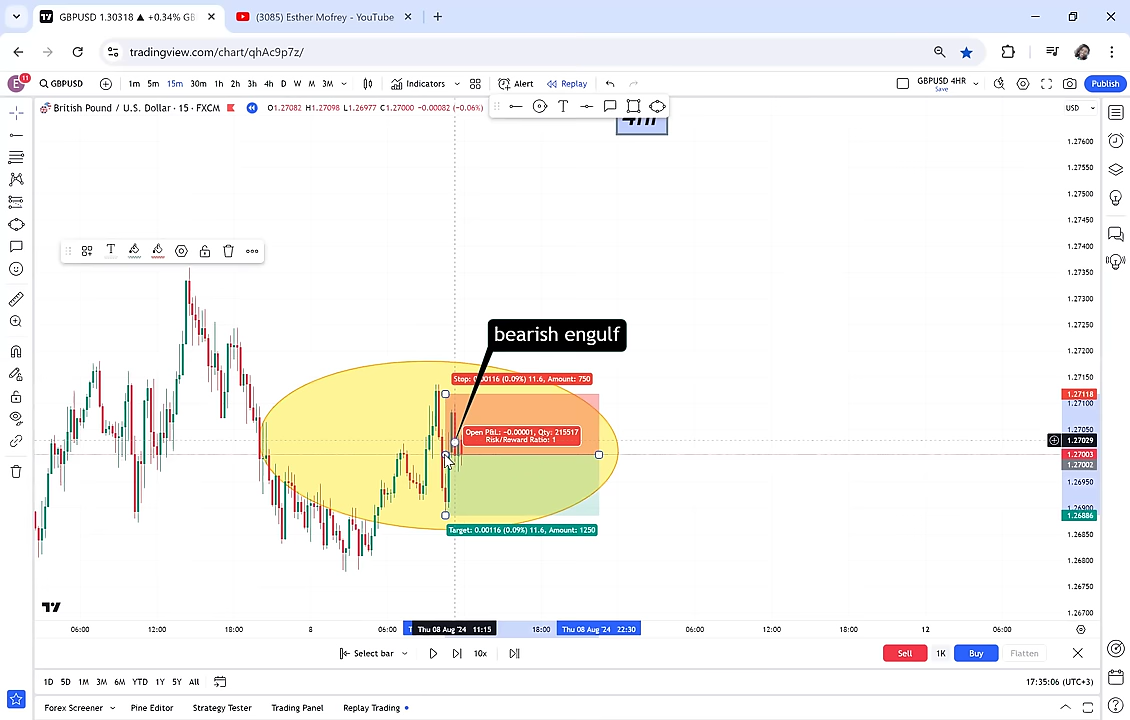 GBPUSD 1.30318 ▲ +0.34% GB
(3085) Esther Mofrey - YouTube
tradingview.com/chart/qhAc9p7z/
E 11
GBPUSD
1m 5m 15m 30m 1h 2h 3h 4h D W M 3M
Indicators
Alert
Replay
GBPUSD 4HR
Save
Publish
British Pound / U.S. Dollar · 15 · FXCM
O1.27082 H1.27098 L1.26977 C1.27000 −0.00082 (−0.06%)
4hr
USD
1.27600
1.27550
1.27500
1.27450
1.27400
1.27350
1.27300
1.27250
1.27200
1.27150
1.27118
1.27100
1.27050
1.27029
1.27003
1.27002
1.26950
1.26900
1.26886
1.26850
1.26800
1.26750
1.26700
bearish engulf
Stop: 0.00116 (0.09%) 11.6, Amount: 750
Open P&L: −0.00001, Qty: 215517
Risk/Reward Ratio: 1
Target: 0.00116 (0.09%) 11.6, Amount: 1250
06:00 12:00 18:00 8 06:00 Thu 08 Aug '24 11:15 18:00 Thu 08 Aug '24 22:30 06:00 12:00 18:00 12 06:00
Select bar
10x
Sell
1K
Buy
Flatten
1D 5D 1M 3M 6M YTD 1Y 5Y All
17:35:06 (UTC+3)
Forex Screener
Pine Editor
Strategy Tester
Trading Panel
Replay Trading